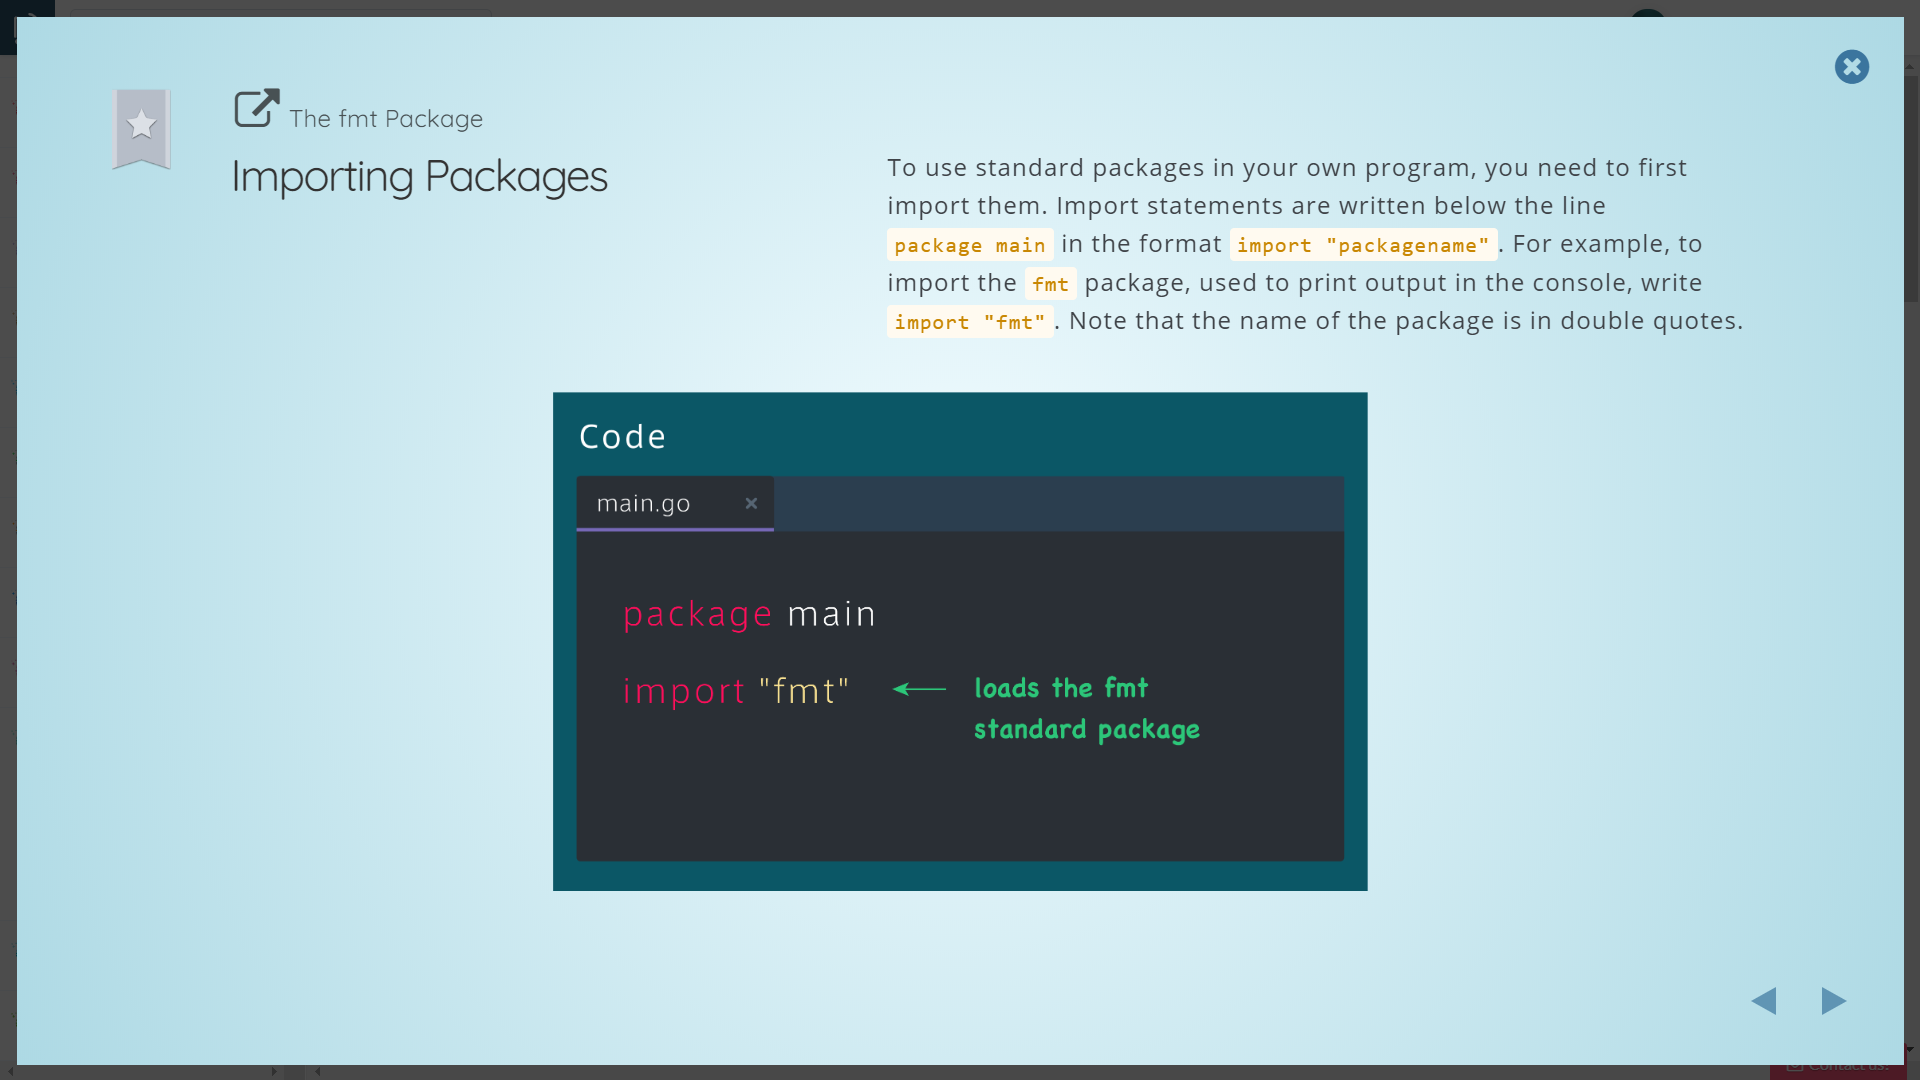 The fmt Package
Importing Packages
To use standard packages in your own program, you need to first
import them. Import statements are written below the line
package main in the format import "packagename". For example, to
import the fmt package, used to print output in the console, write
import "fmt". Note that the name of the package is in double quotes.
Code
main.go ×
package main
import "fmt"
loads the fmt
standard package
Contact us!